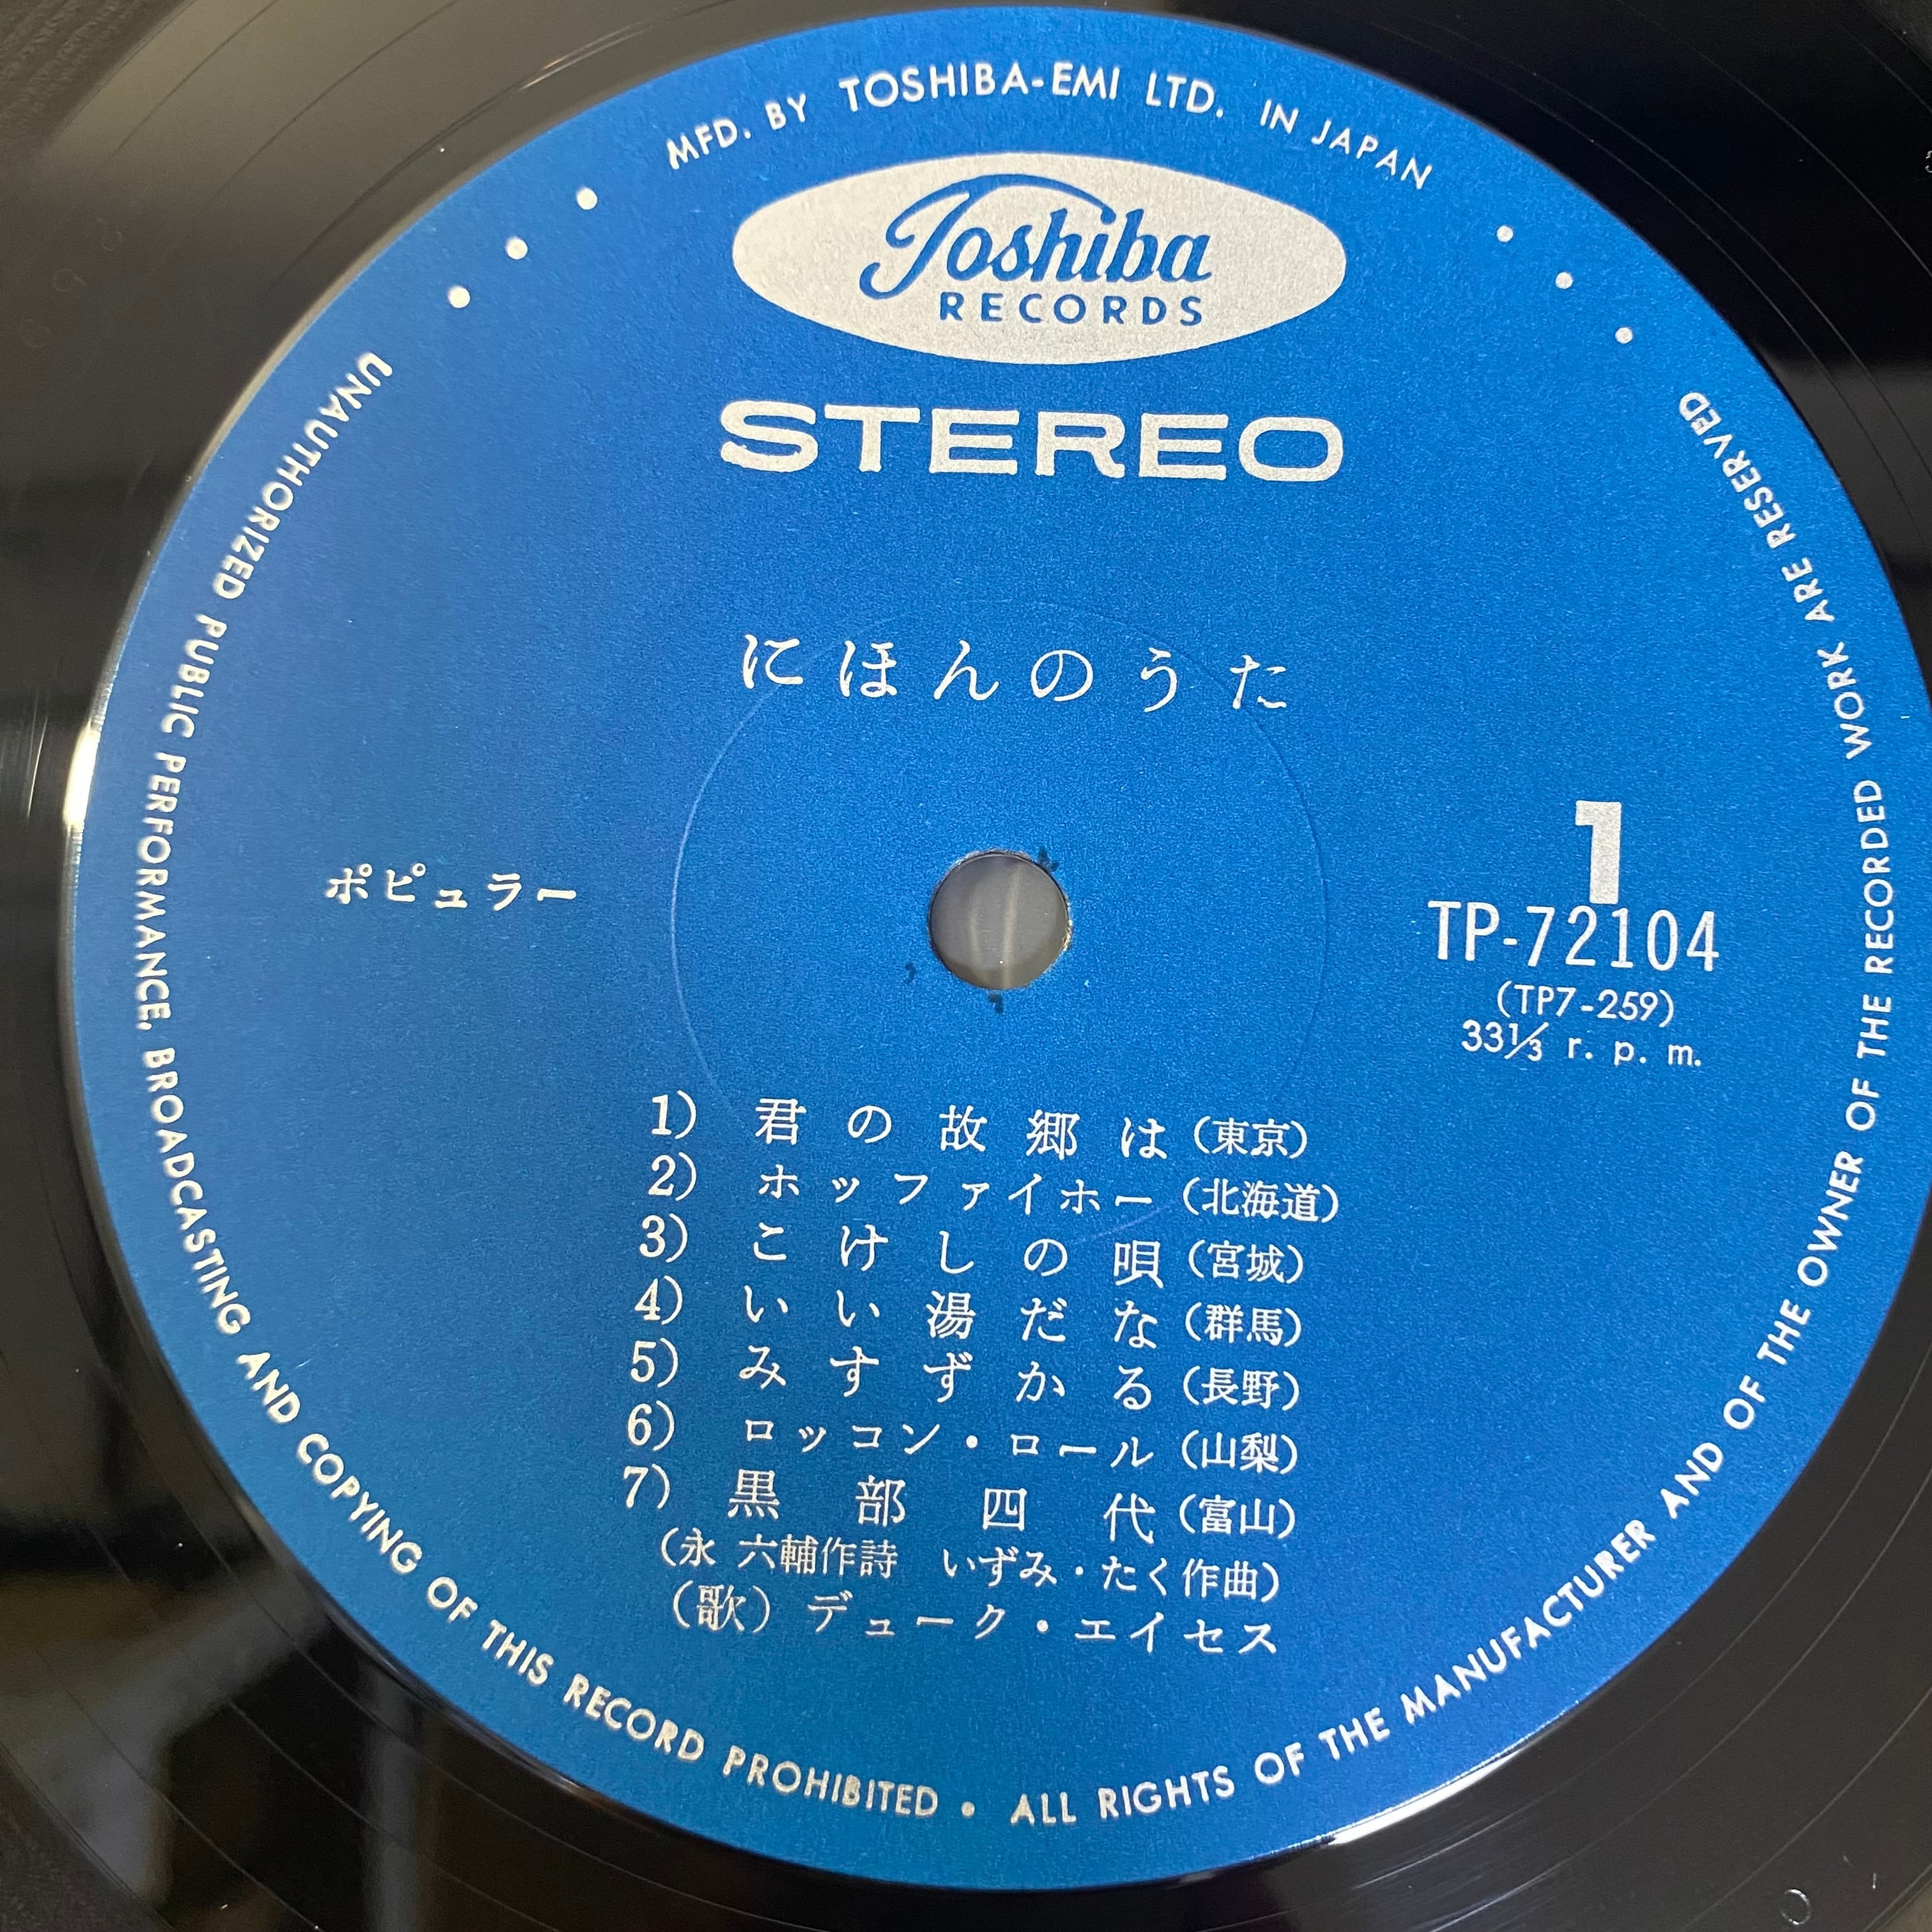 MFD. BY TOSHIBA-EMI LTD. IN JAPAN
Toshiba
RECORDS
STEREO
にほんのうた
ポピュラー
1
TP-72104
(TP7-259)
33⅓ r. p. m.
1) 君の故郷は(東京)
2) ホッファイホー(北海道)
3) こけしの唄(宮城)
4) いい湯だな(群馬)
5) みすずかる(長野)
6) ロッコン・ロール(山梨)
7) 黒部四代(富山)
(永 六輔作詩 いずみ・たく作曲)
(歌) デューク・エイセス
UNAUTHORIZED PUBLIC PERFORMANCE, BROADCASTING AND COPYING OF THIS RECORD PROHIBITED • ALL RIGHTS OF THE MANUFACTURER AND OF THE OWNER OF THE RECORDED WORK ARE RESERVED